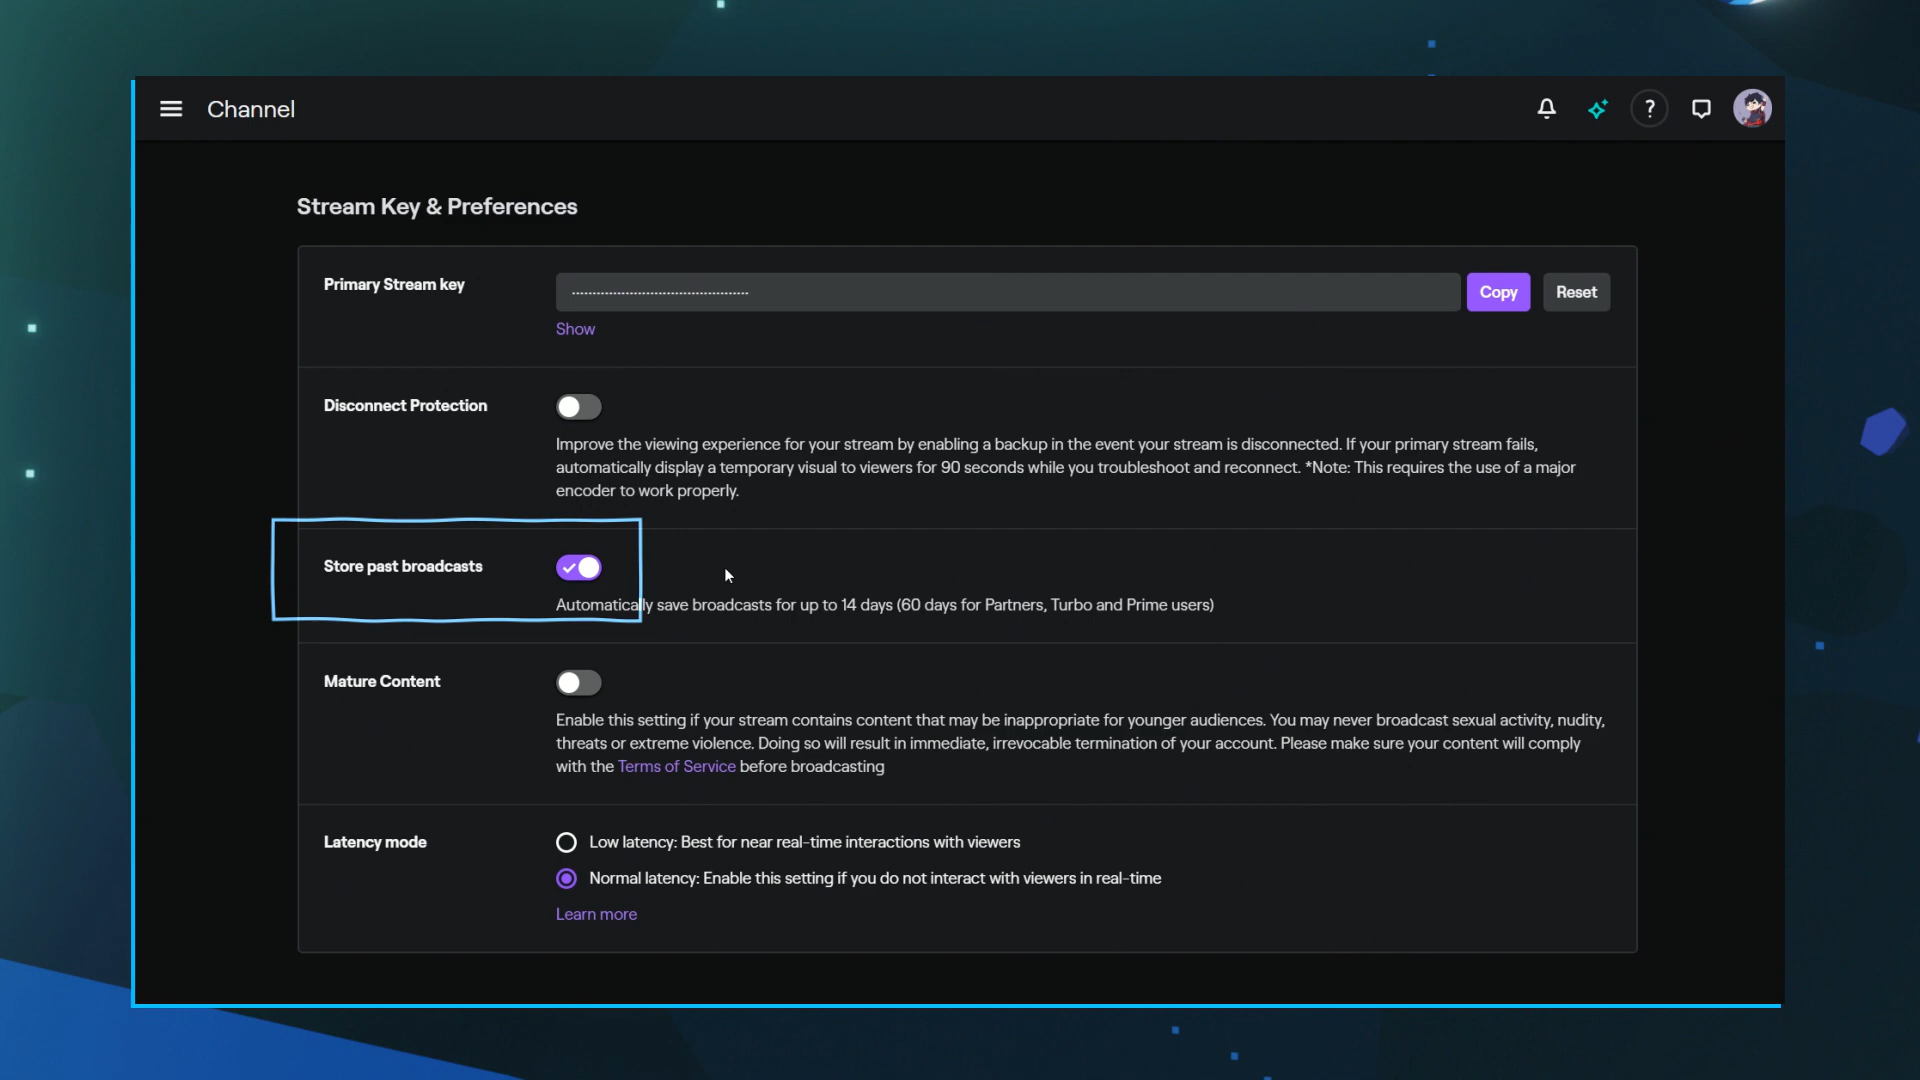 Channel
?
Stream Key & Preferences
Primary Stream key
Copy
Reset
Show
Disconnect Protection
Improve the viewing experience for your stream by enabling a backup in the event your stream is disconnected. If your primary stream fails,
automatically display a temporary visual to viewers for 90 seconds while you troubleshoot and reconnect. *Note: This requires the use of a major
encoder to work properly.
Store past broadcasts
Automatically save broadcasts for up to 14 days (60 days for Partners, Turbo and Prime users)
Mature Content
Enable this setting if your stream contains content that may be inappropriate for younger audiences. You may never broadcast sexual activity, nudity,
threats or extreme violence. Doing so will result in immediate, irrevocable termination of your account. Please make sure your content will comply
with the Terms of Service before broadcasting
Latency mode
Low latency: Best for near real-time interactions with viewers
Normal latency: Enable this setting if you do not interact with viewers in real-time
Learn more